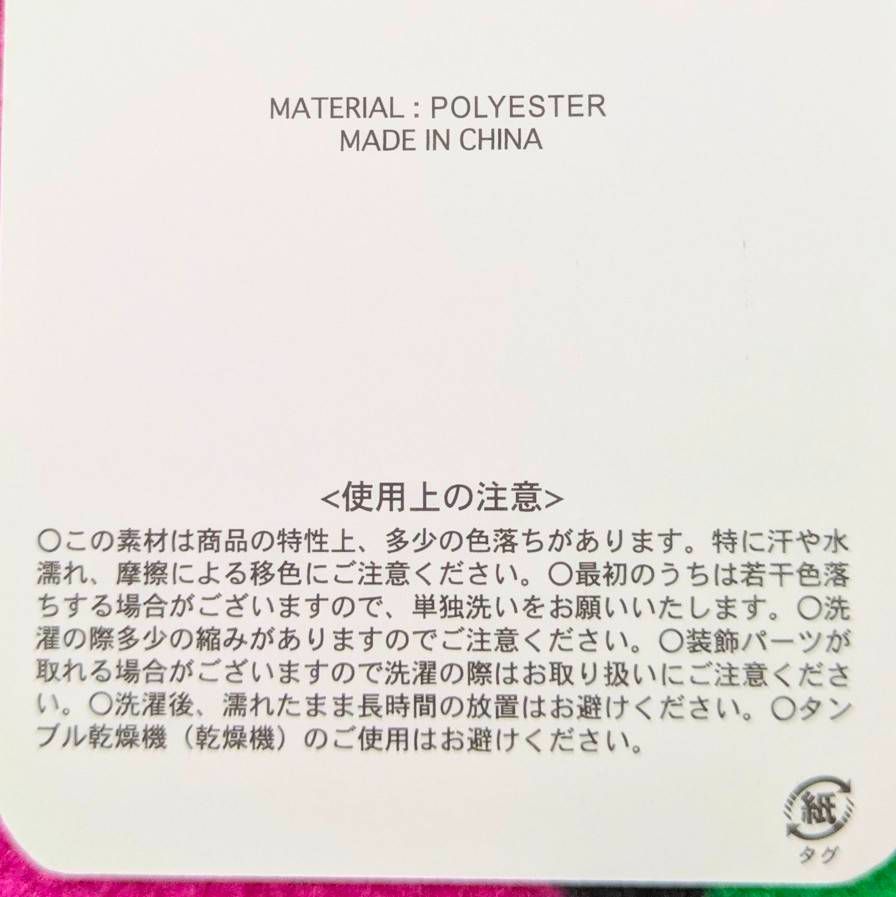 MATERIAL : POLYESTER
MADE IN CHINA
<使用上の注意>
〇この素材は商品の特性上、多少の色落ちがあります。特に汗や水
濡れ、摩擦による移色にご注意ください。〇最初のうちは若干色落
ちする場合がございますので、単独洗いをお願いいたします。〇洗
濯の際多少の縮みがありますのでご注意ください。〇装飾パーツが
取れる場合がございますので洗濯の際はお取り扱いにご注意くださ
い。〇洗濯後、濡れたまま長時間の放置はお避けください。〇タン
ブル乾燥機（乾燥機）のご使用はお避けください。
紙
タグ